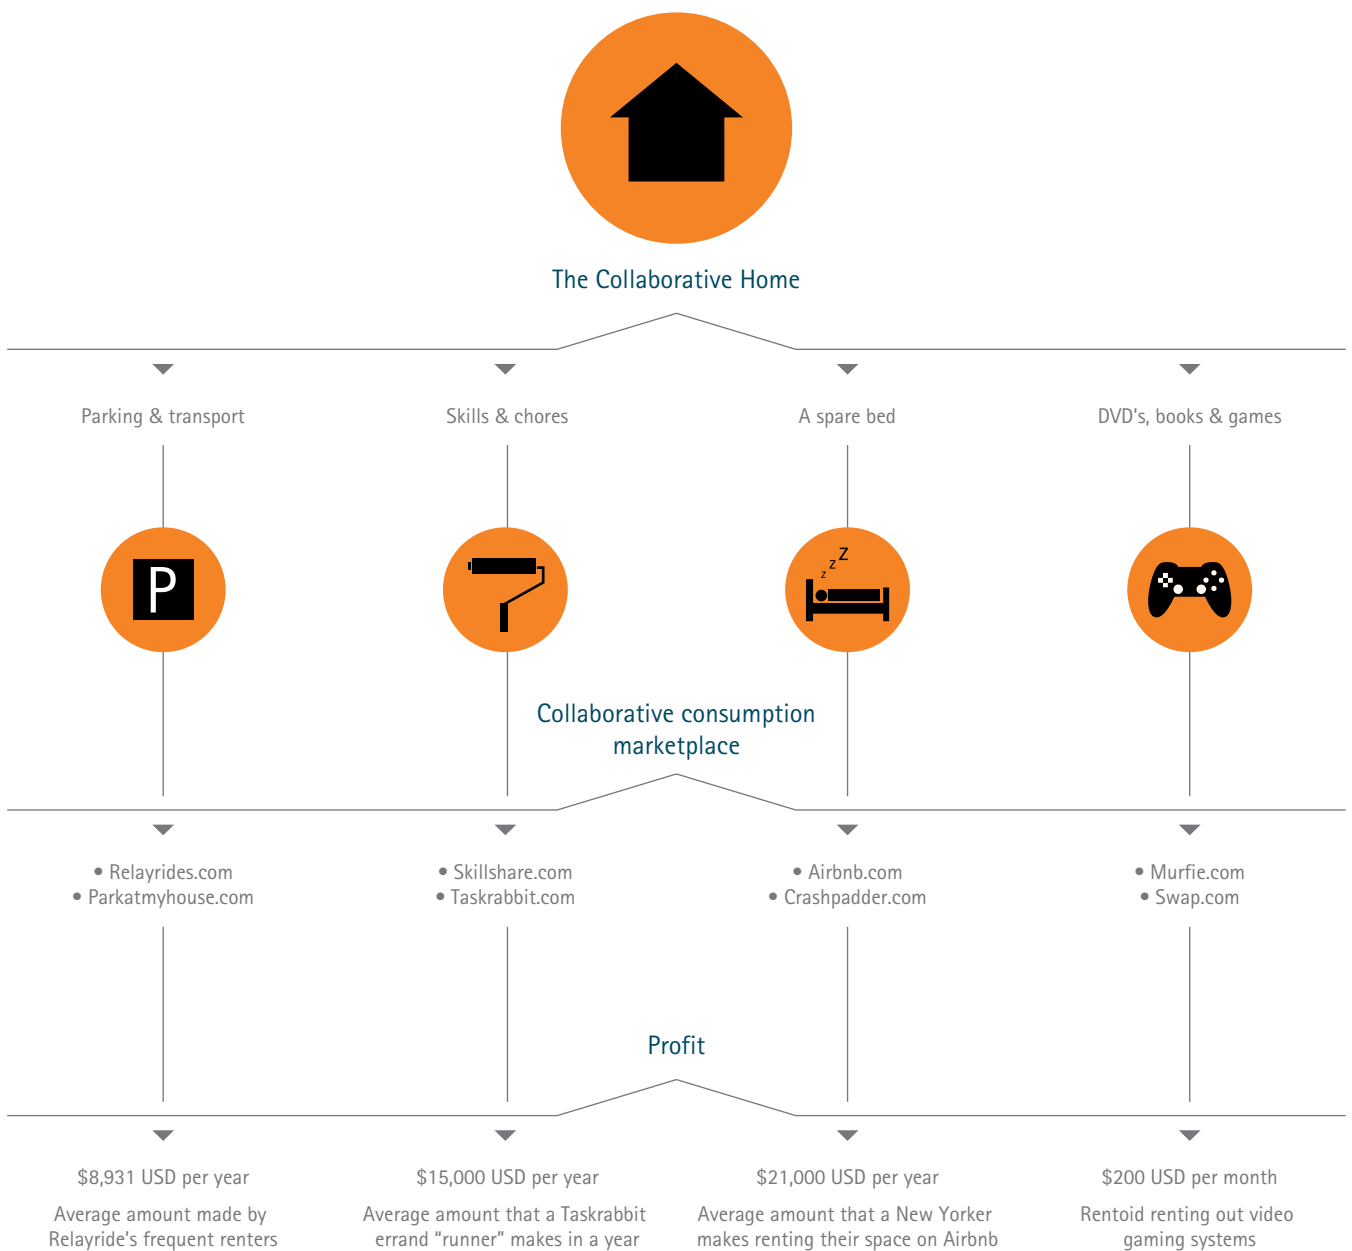 The Collaborative Home
Parking & transport
Skills & chores
A spare bed
DVD's, books & games
P
z
z
Z
Collaborative consumption
marketplace
• Relayrides.com
• Parkatmyhouse.com
• Skillshare.com
• Taskrabbit.com
• Airbnb.com
• Crashpadder.com
• Murfie.com
• Swap.com
Profit
$8,931 USD per year
Average amount made by
Relayride's frequent renters
$15,000 USD per year
Average amount that a Taskrabbit
errand “runner” makes in a year
$21,000 USD per year
Average amount that a New Yorker
makes renting their space on Airbnb
$200 USD per month
Rentoid renting out video
gaming systems